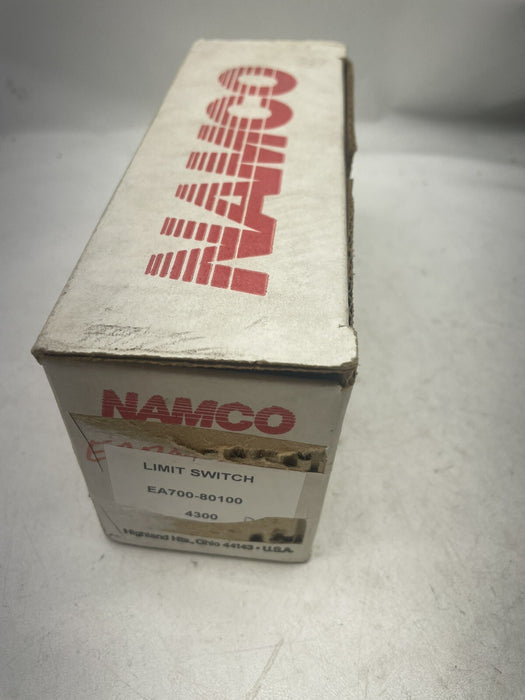 NAMCO
NAMCO
LIMIT SWITCH
EA700-80100
4300
Highland Hts., Ohio 44143 • U.S.A.